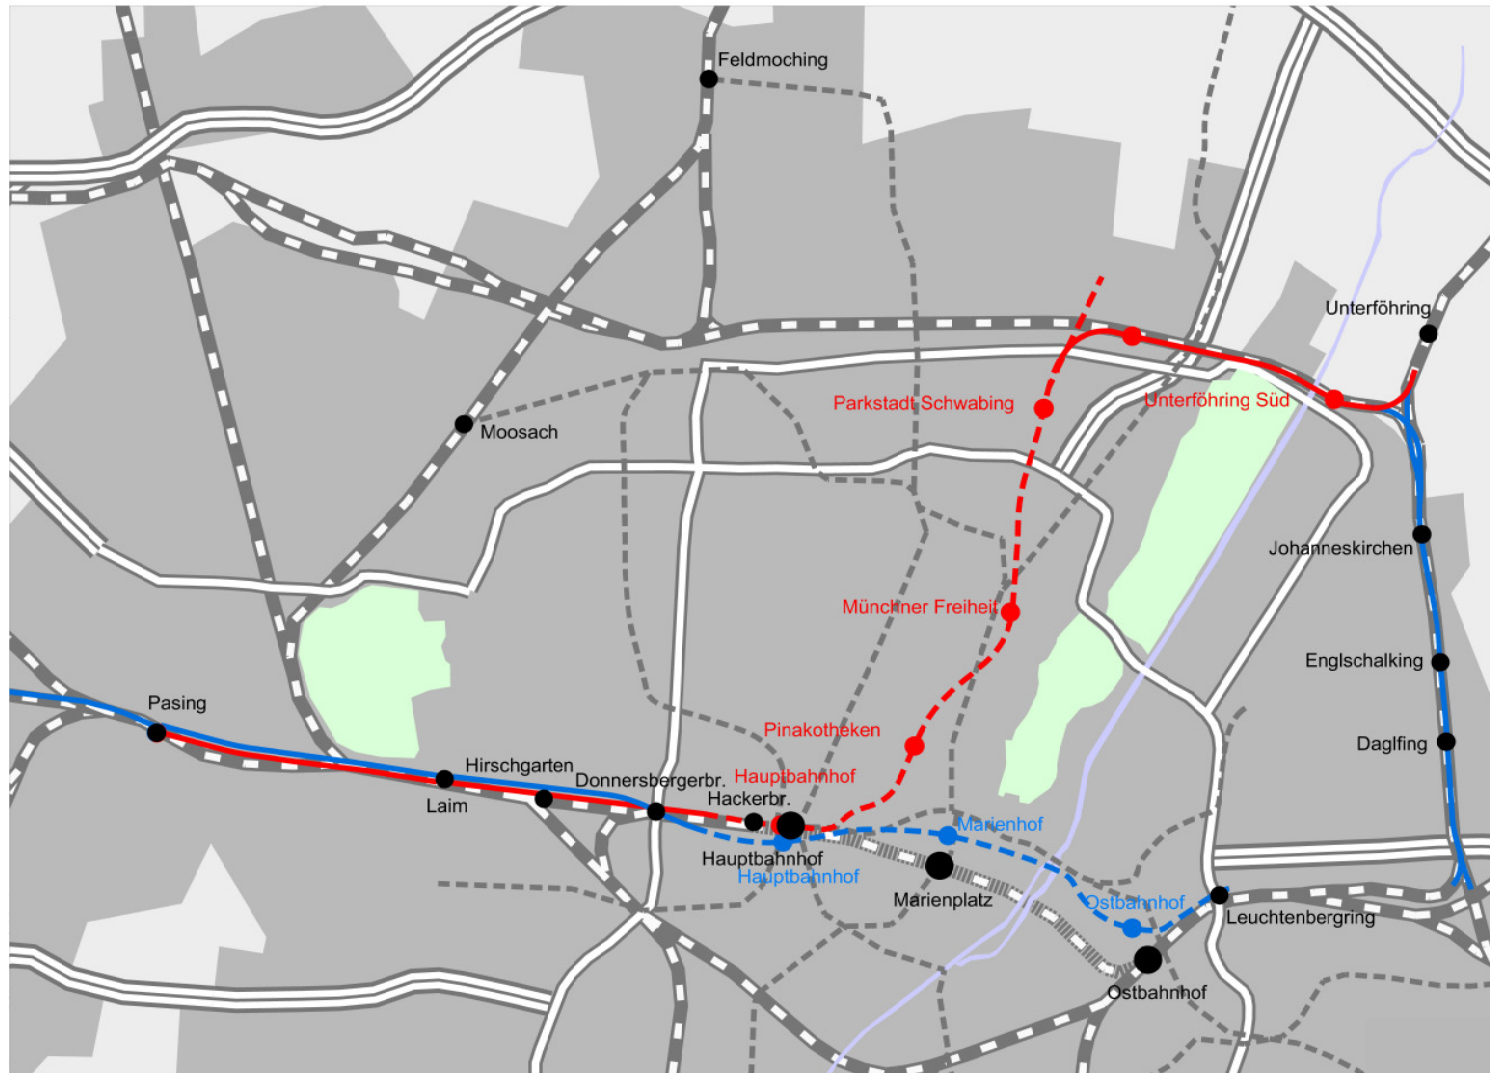 Feldmoching
Unterföhring
Parkstadt Schwabing
Unterföhring Süd
Moosach
Johanneskirchen
Münchner Freiheit
Englschalking
Pasing
Pinakotheken
Daglfing
Hirschgarten
Hauptbahnhof
Donnersbergerbr.
Laim
Hackerbr.
Marienhof
Hauptbahnhof
Hauptbahnhof
Marienplatz
Ostbahnhof
Leuchtenbergring
Ostbahnhof